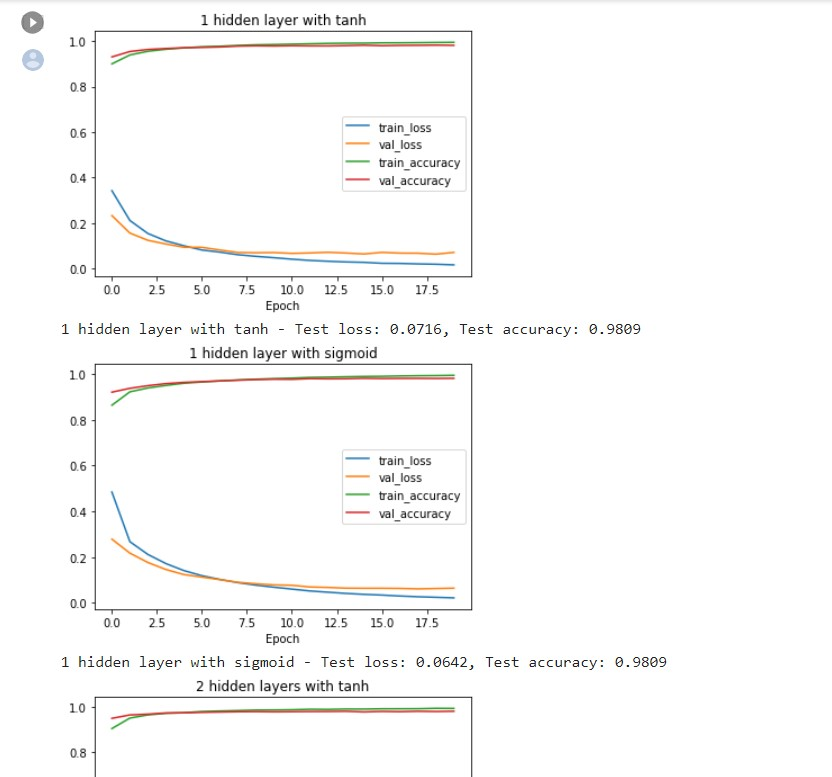 1 hidden layer with tanh
1.0
0.8
0.6
0.4
0.2
0.0
train_loss
val_loss
train_accuracy
val_accuracy
0.0 2.5 5.0 7.5 10.0 12.5 15.0 17.5
Epoch
1 hidden layer with tanh - Test loss: 0.0716, Test accuracy: 0.9809
1 hidden layer with sigmoid
1.0
0.8
0.6
0.4
0.2
0.0
train_loss
val_loss
train_accuracy
val_accuracy
0.0 2.5 5.0 7.5 10.0 12.5 15.0 17.5
Epoch
1 hidden layer with sigmoid - Test loss: 0.0642, Test accuracy: 0.9809
2 hidden layers with tanh
1.0
0.8